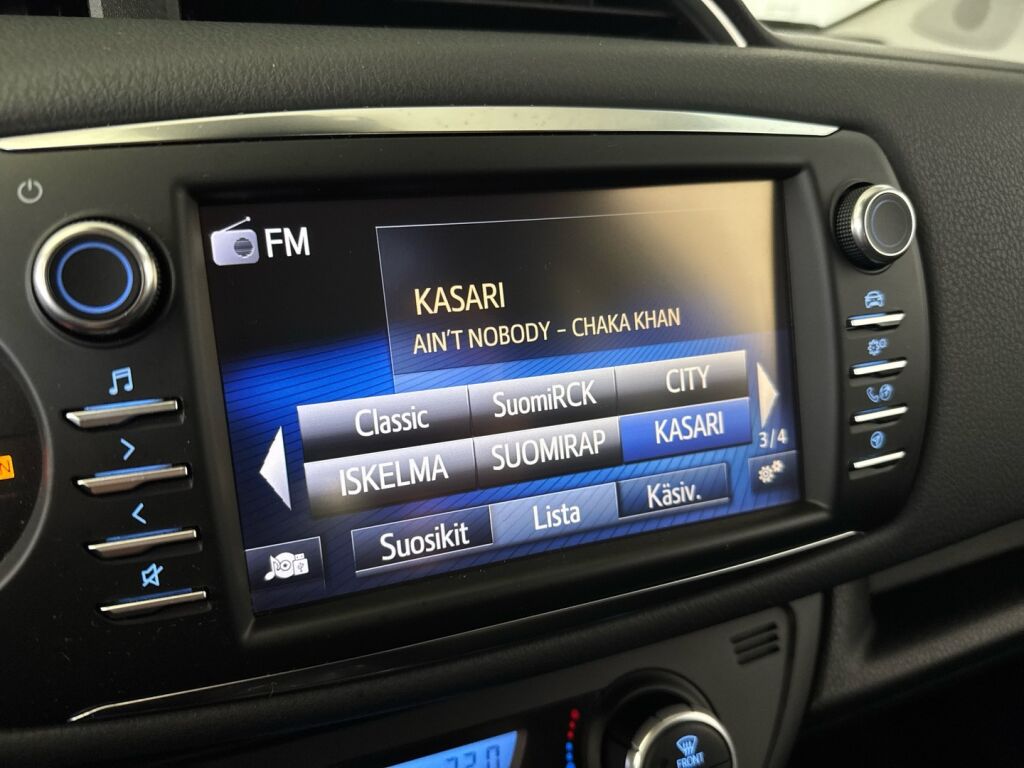 FM
KASARI
AIN'T NOBODY - CHAKA KHAN
Classic SuomiRCK CITY
ISKELMA SUOMIRAP KASARI
3/4
Suosikit Lista Käsiv.
FRONT